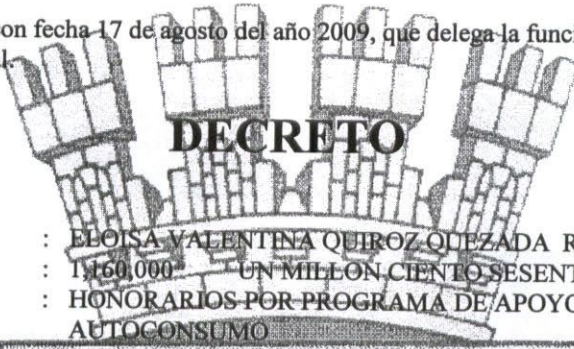 on fecha 17 de agosto del año 2009, que delega la funci
l.
DECRETO
: ELOISA VALENTINA QUIROZ QUEZADA R
: 1,160,000 UN MILLON CIENTO SESENT
: HONORARIOS POR PROGRAMA DE APOYO
AUTOCONSUMO